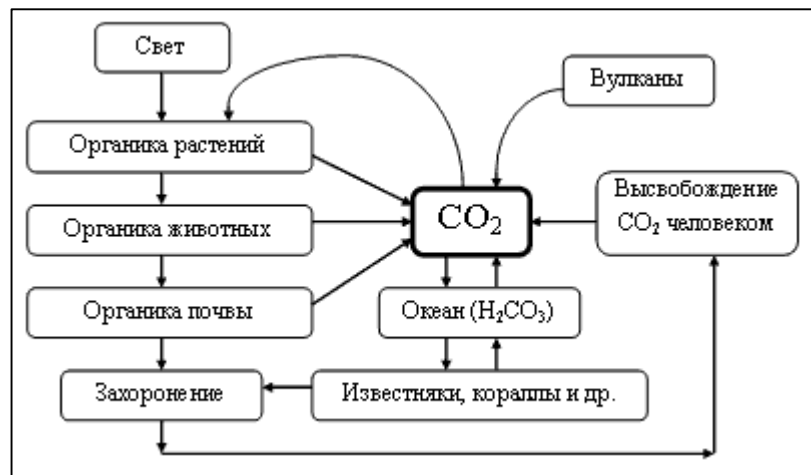 Свет
Вулканы
Органика растений
Высвобождение
CO₂ человеком
CO₂
Органика животных
Органика почвы
Океан (H₂CO₃)
Захоронение
Известняки, кораллы и др.